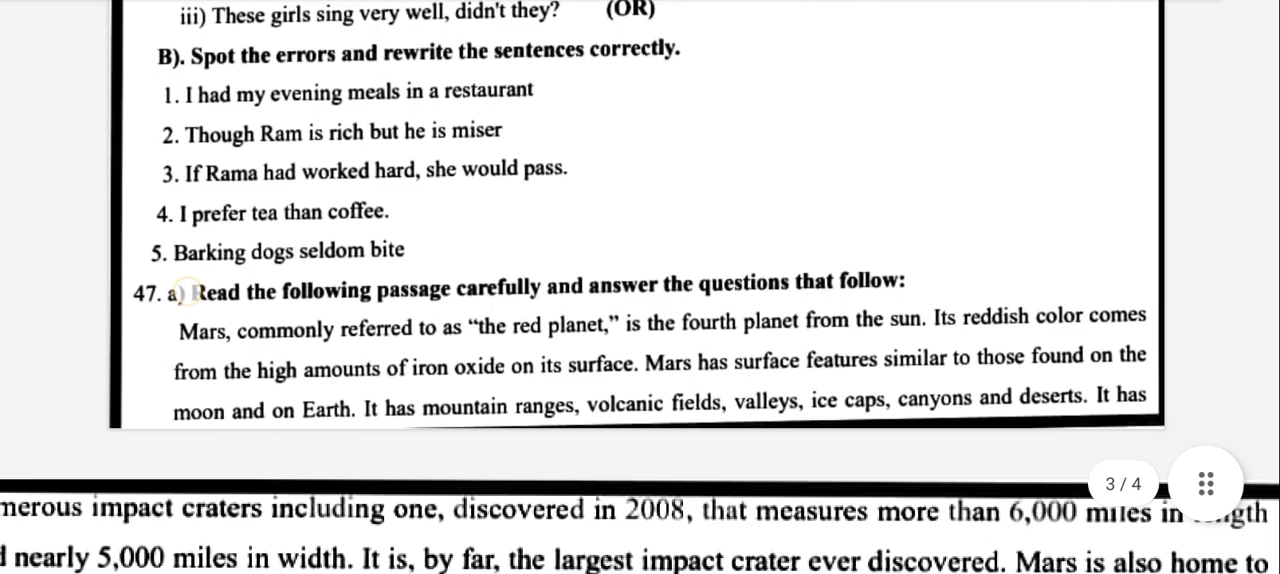 iii) These girls sing very well, didn't they? (OR)
B). Spot the errors and rewrite the sentences correctly.
1. I had my evening meals in a restaurant
2. Though Ram is rich but he is miser
3. If Rama had worked hard, she would pass.
4. I prefer tea than coffee.
5. Barking dogs seldom bite
47. a) Read the following passage carefully and answer the questions that follow:
Mars, commonly referred to as “the red planet,” is the fourth planet from the sun. Its reddish color comes
from the high amounts of iron oxide on its surface. Mars has surface features similar to those found on the
moon and on Earth. It has mountain ranges, volcanic fields, valleys, ice caps, canyons and deserts. It has
3 / 4
merous impact craters including one, discovered in 2008, that measures more than 6,000 miles in
nearly 5,000 miles in width. It is, by far, the largest impact crater ever discovered. Mars is also home to